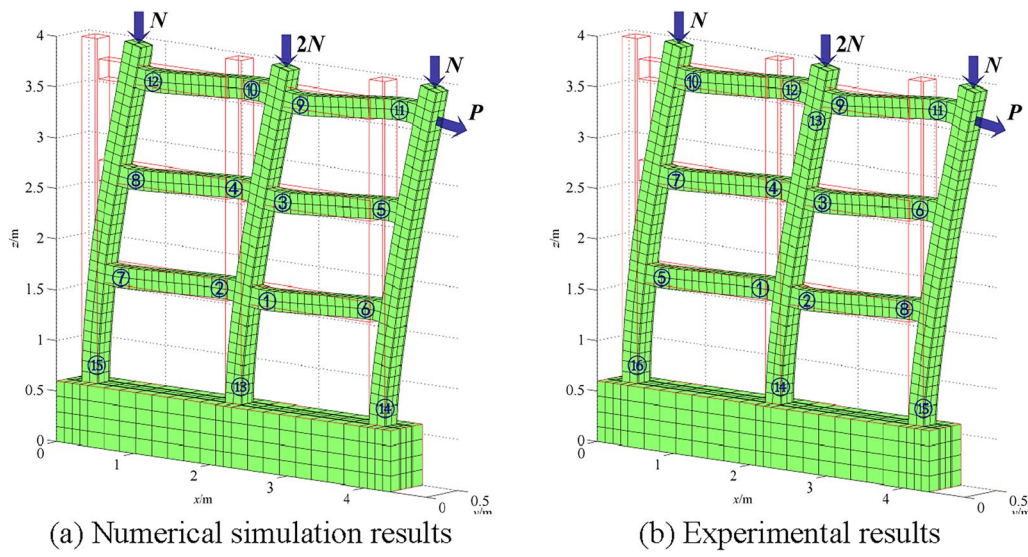 N 2N N P
4
3.5
3
2.5
2
1.5
1
0.5
0
z/m
⑫ ⑩ ⑨ ⑪
⑧ ④ ③ ⑤
⑦ ② ① ⑥
⑮ ⑬ ⑭
0 1 2 3 4
x/m
0 0.5
y/m
(a) Numerical simulation results
N 2N N P
4
3.5
3
2.5
2
1.5
1
0.5
0
z/m
⑩ ⑫ ⑨ ⑪
⑬
⑦ ④ ③ ⑥
⑤ ① ② ⑧
⑯ ⑭ ⑮
0 1 2 3 4
x/m
0 0.5
y/m
(b) Experimental results